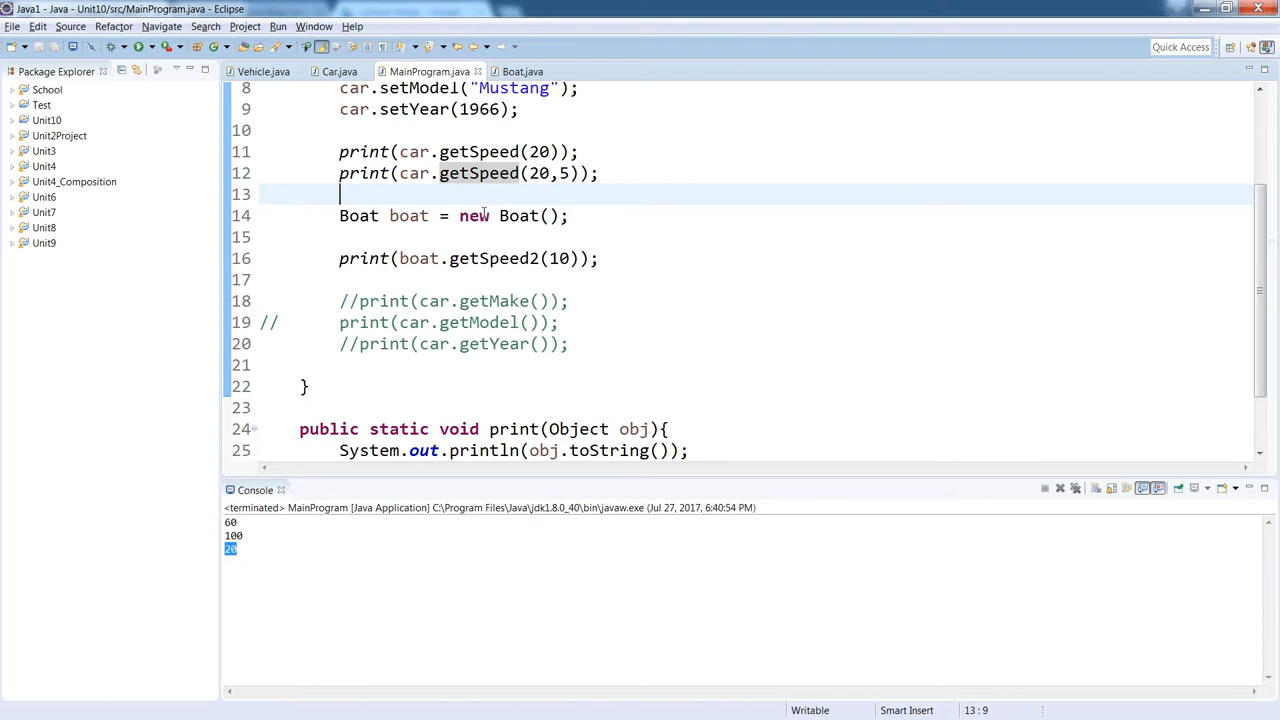 Java1 - Java - Unit10/src/MainProgram.java - Eclipse
File Edit Source Refactor Navigate Search Project Run Window Help
Quick Access
Package Explorer
School
Test
Unit10
Unit2Project
Unit3
Unit4
Unit4_Composition
Unit6
Unit7
Unit8
Unit9
Vehicle.java Car.java MainProgram.java Boat.java
8 car.setModel("Mustang");
9 car.setYear(1966);
10
11 print(car.getSpeed(20));
12 print(car.getSpeed(20,5));
13
14 Boat boat = new Boat();
15
16 print(boat.getSpeed2(10));
17
18 //print(car.getMake());
19 // print(car.getModel());
20 //print(car.getYear());
21
22 }
23
24 public static void print(Object obj){
25 System.out.println(obj.toString());
Console
<terminated> MainProgram [Java Application] C:\Program Files\Java\jdk1.8.0_40\bin\javaw.exe (Jul 27, 2017, 6:40:54 PM)
60
100
20
Writable Smart Insert 13 : 9